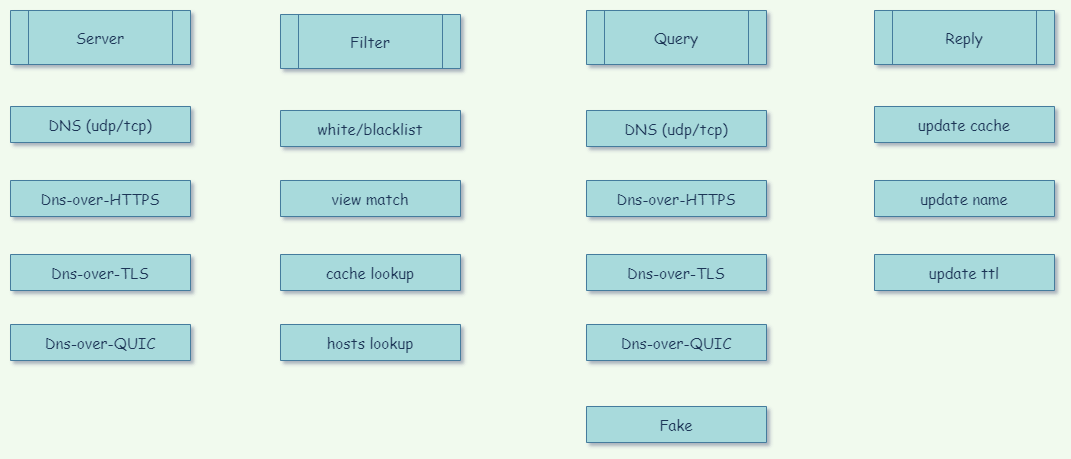 Server
DNS (udp/tcp)
Dns-over-HTTPS
Dns-over-TLS
Dns-over-QUIC
Filter
white/blacklist
view match
cache lookup
hosts lookup
Query
DNS (udp/tcp)
Dns-over-HTTPS
Dns-over-TLS
Dns-over-QUIC
Fake
Reply
update cache
update name
update ttl